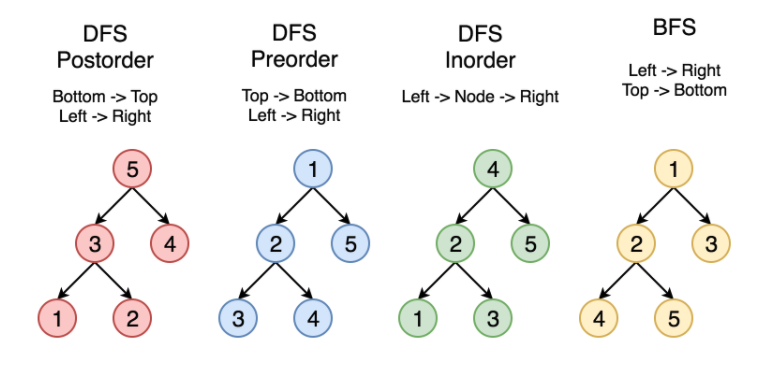 DFS
Postorder
Bottom -> Top
Left -> Right
5
3
4
1
2
DFS
Preorder
Top -> Bottom
Left -> Right
1
2
5
3
4
DFS
Inorder
Left -> Node -> Right
4
2
5
1
3
BFS
Left -> Right
Top -> Bottom
1
2
3
4
5